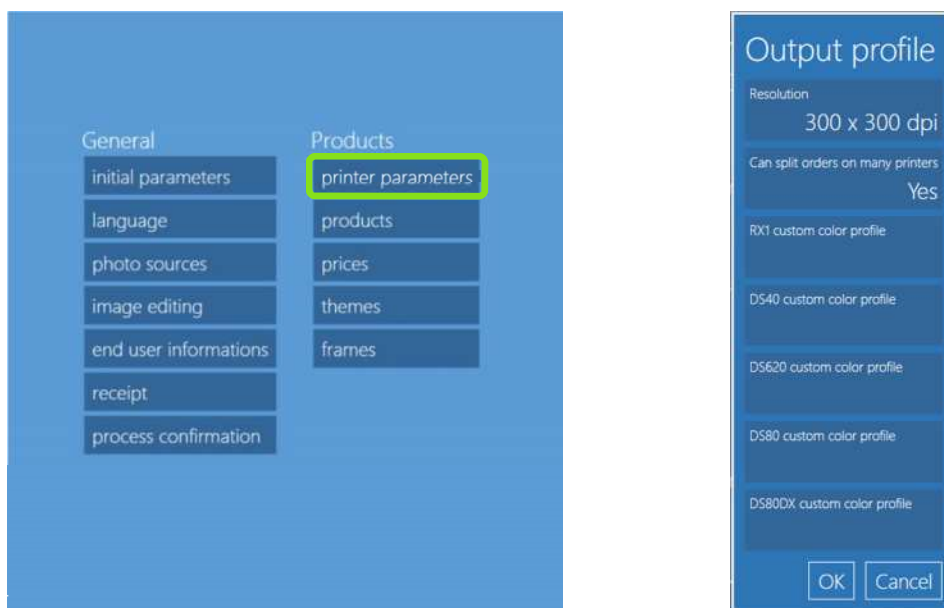 General
initial parameters
language
photo sources
image editing
end user informations
receipt
process confirmation
Products
printer parameters
products
prices
themes
frames
Output profile
Resolution
300 x 300 dpi
Can split orders on many printers
Yes
RX1 custom color profile
DS40 custom color profile
DS620 custom color profile
DS80 custom color profile
DS80DX custom color profile
OK Cancel